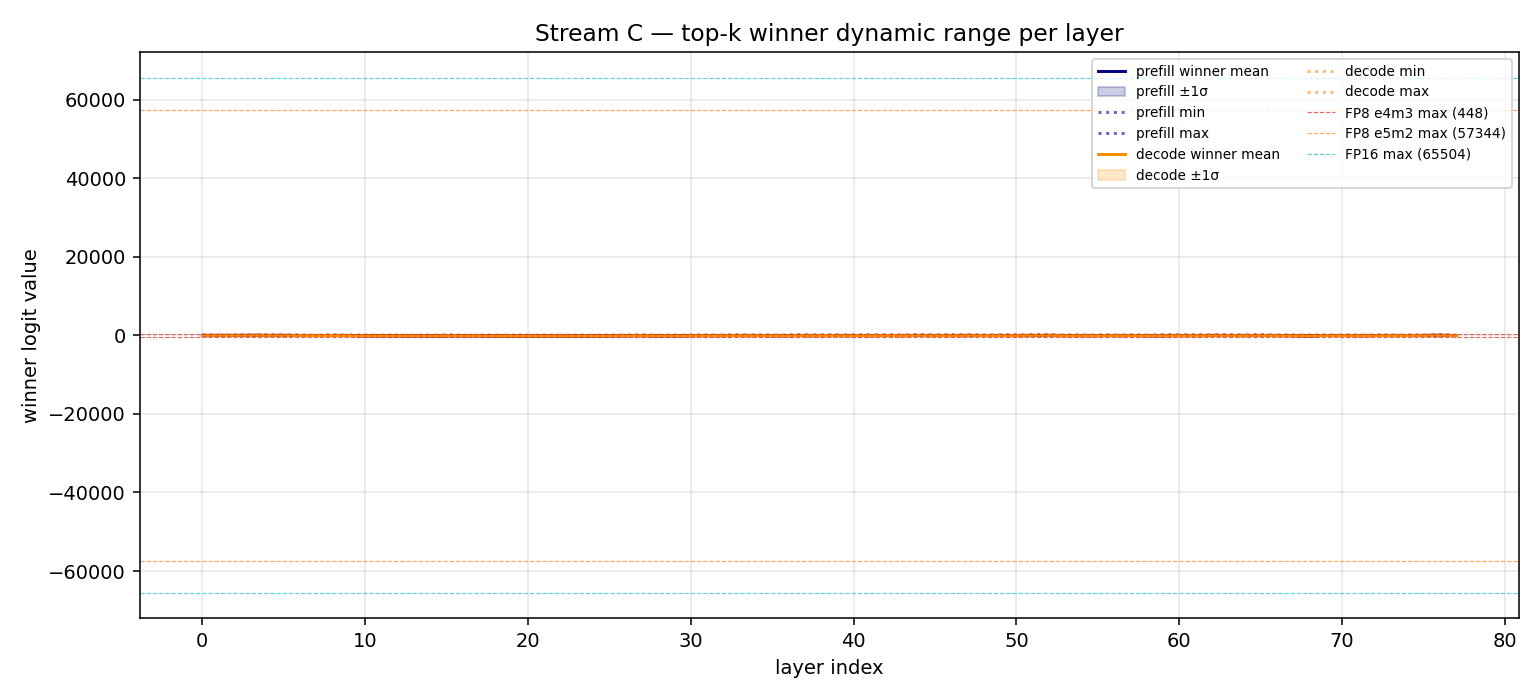 Stream C — top-k winner dynamic range per layer
prefill winner mean
prefill ±1σ
prefill min
prefill max
decode winner mean
decode ±1σ
decode min
decode max
FP8 e4m3 max (448)
FP8 e5m2 max (57344)
FP16 max (65504)
winner logit value
60000
40000
20000
0
−20000
−40000
−60000
0 10 20 30 40 50 60 70 80
layer index